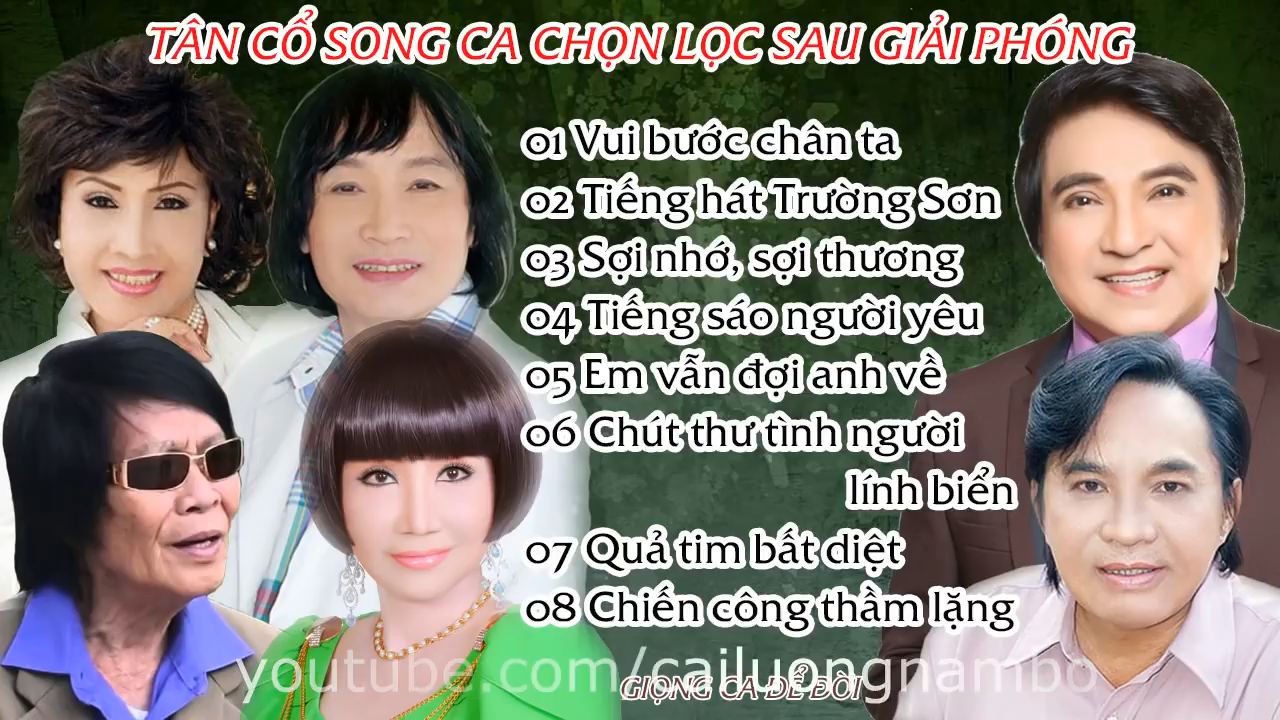 TÂN CỔ SONG CA CHỌN LỌC SAU GIẢI PHÓNG
01 Vui bước chân ta
02 Tiếng hát Trường Sơn
03 Sợi nhớ, sợi thương
04 Tiếng sáo người yêu
05 Em vẫn đợi anh về
06 Chút thư tình người
lính biển
07 Quả tim bất diệt
08 Chiến công thầm lặng
youtube.com/cailuongnambo
GIỌNG CA ĐỂ ĐỜI